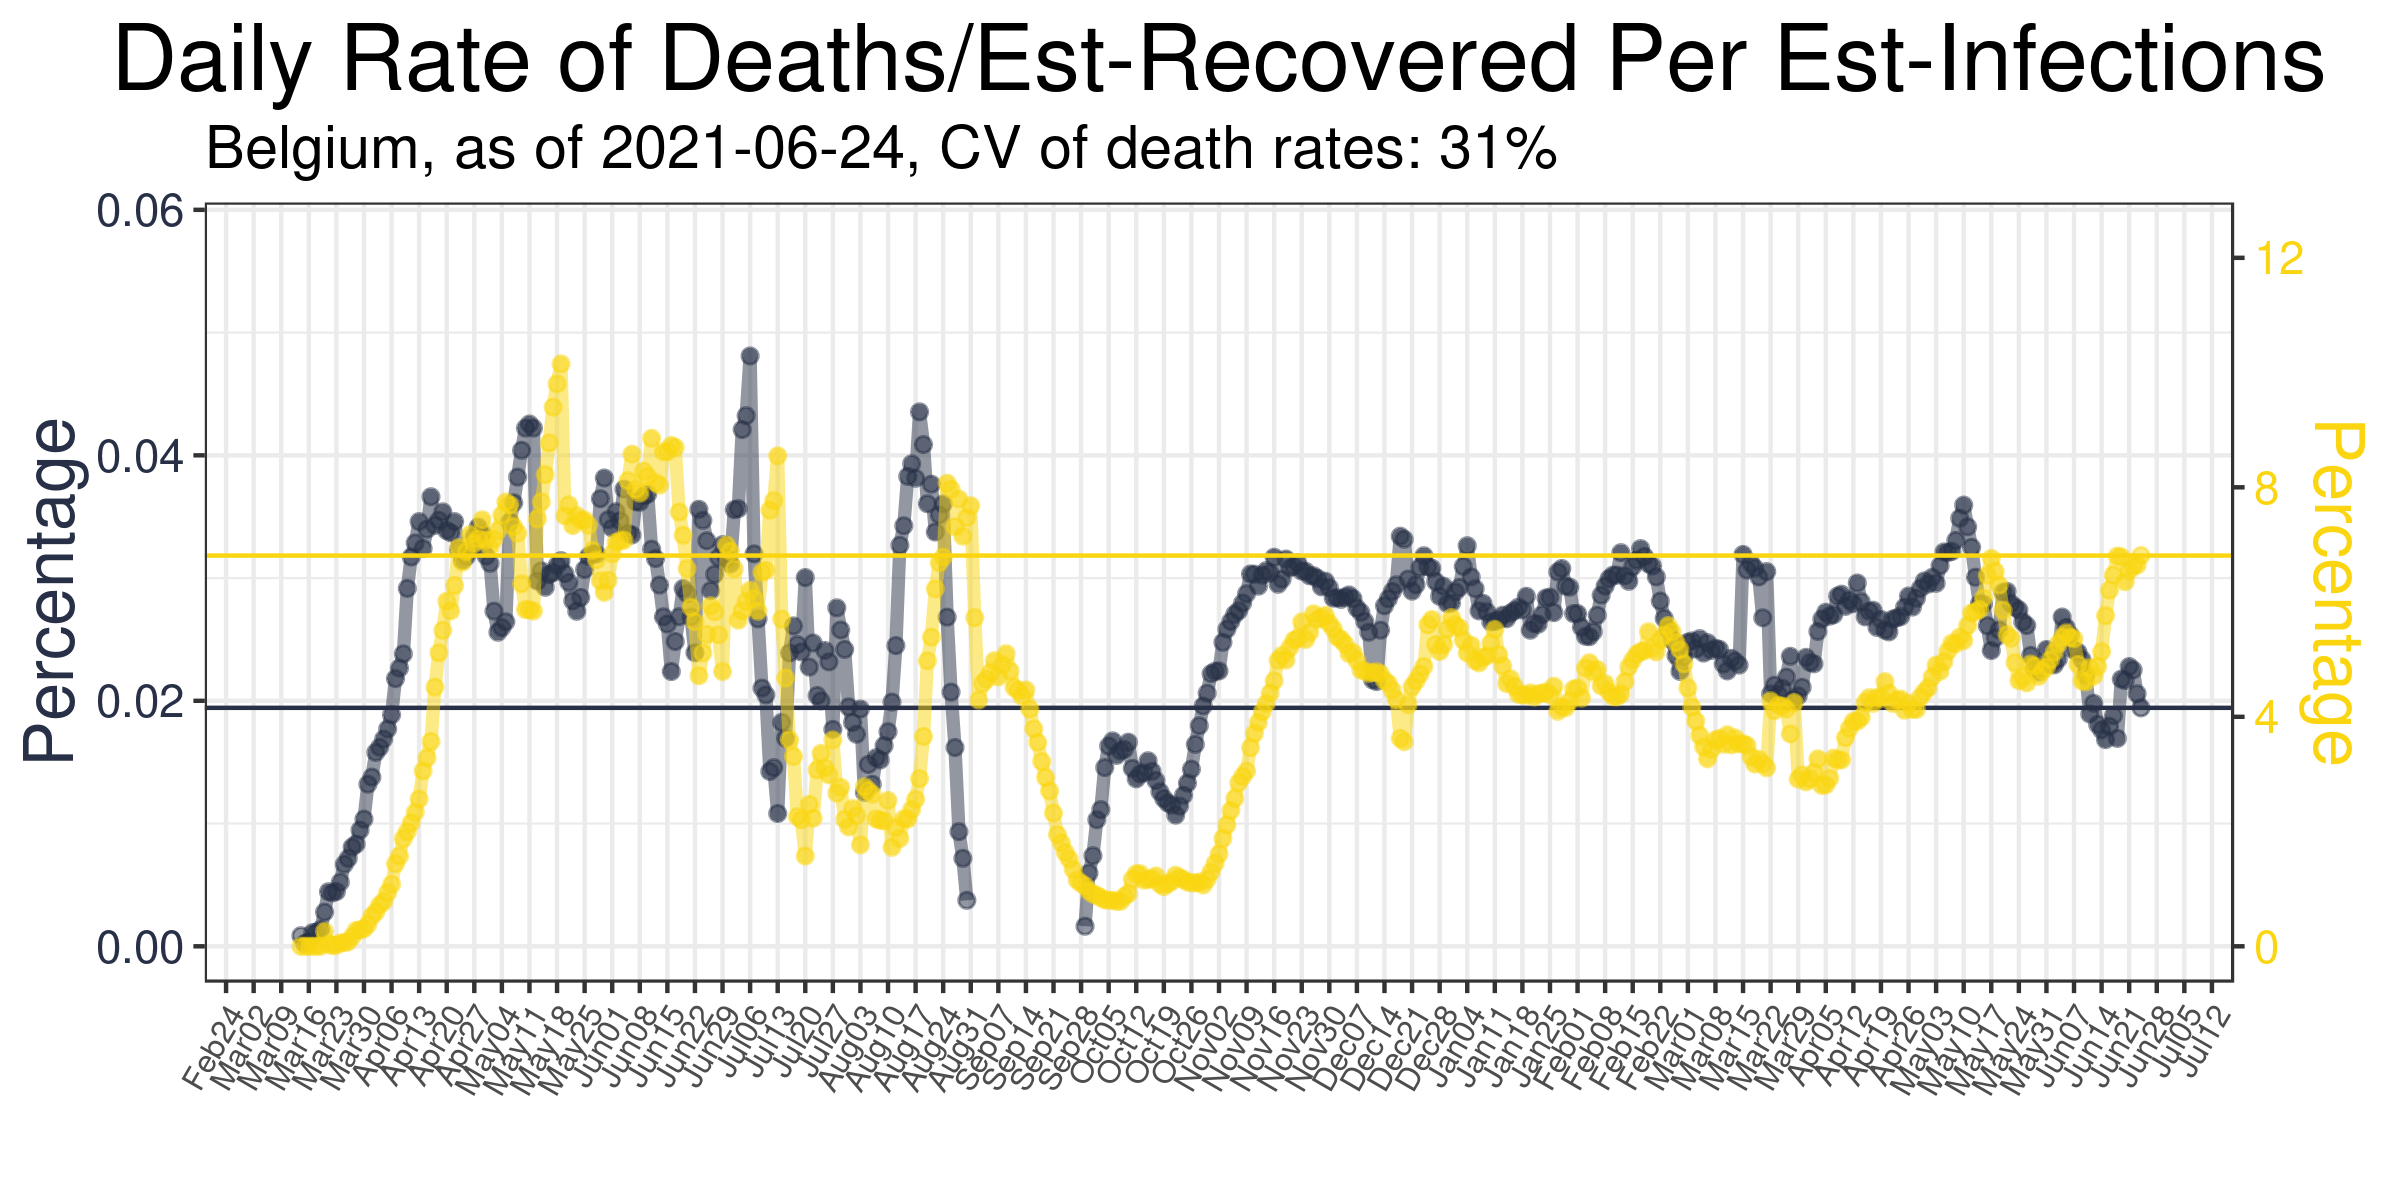 Daily Rate of Deaths/Est-Recovered Per Est-Infections
Belgium, as of 2021-06-24, CV of death rates: 31%
0.06
0.04
0.02
0.00
Percentage
12
8
4
0
Percentage
Feb24
Mar02
Mar09
Mar16
Mar23
Mar30
Apr06
Apr13
Apr20
Apr27
May04
May11
May18
May25
Jun01
Jun08
Jun15
Jun22
Jun29
Jul06
Jul13
Jul20
Jul27
Aug03
Aug10
Aug17
Aug24
Aug31
Sep07
Sep14
Sep21
Sep28
Oct05
Oct12
Oct19
Oct26
Nov02
Nov09
Nov16
Nov23
Nov30
Dec07
Dec14
Dec21
Dec28
Jan04
Jan11
Jan18
Jan25
Feb01
Feb08
Feb15
Feb22
Mar01
Mar08
Mar15
Mar22
Mar29
Apr05
Apr12
Apr19
Apr26
May03
May10
May17
May24
May31
Jun07
Jun14
Jun21
Jun28
Jul05
Jul12